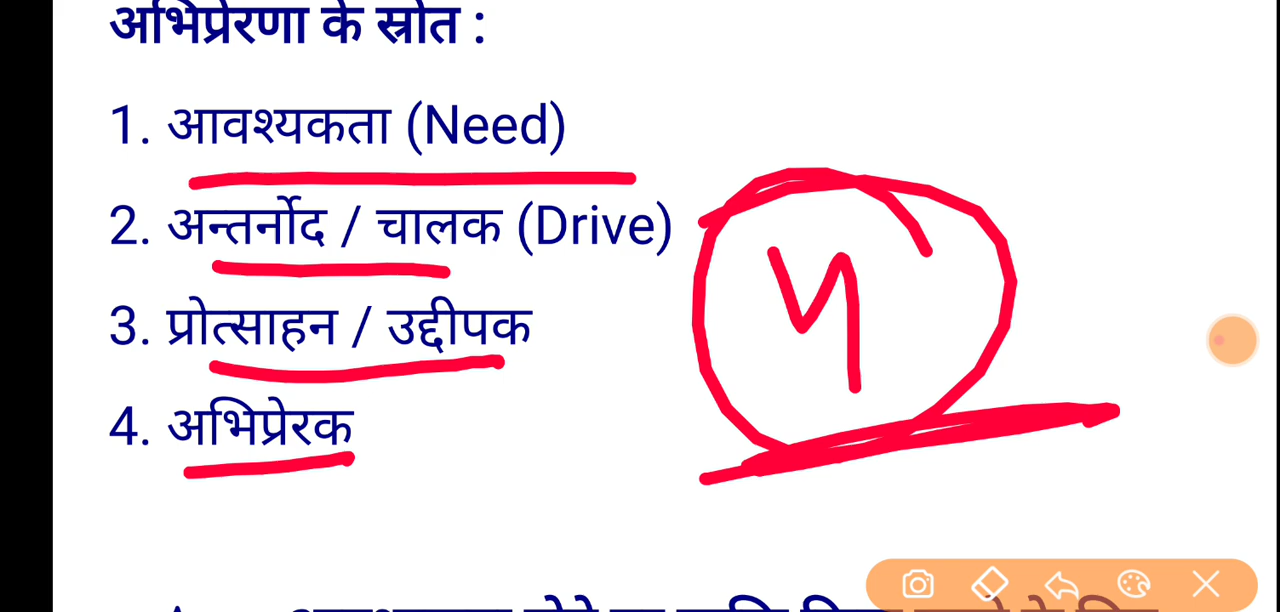 अभिप्रेरणा के स्रोत :
1. आवश्यकता (Need)
2. अन्तर्नोद / चालक (Drive)
3. प्रोत्साहन / उद्दीपक
4. अभिप्रेरक
4